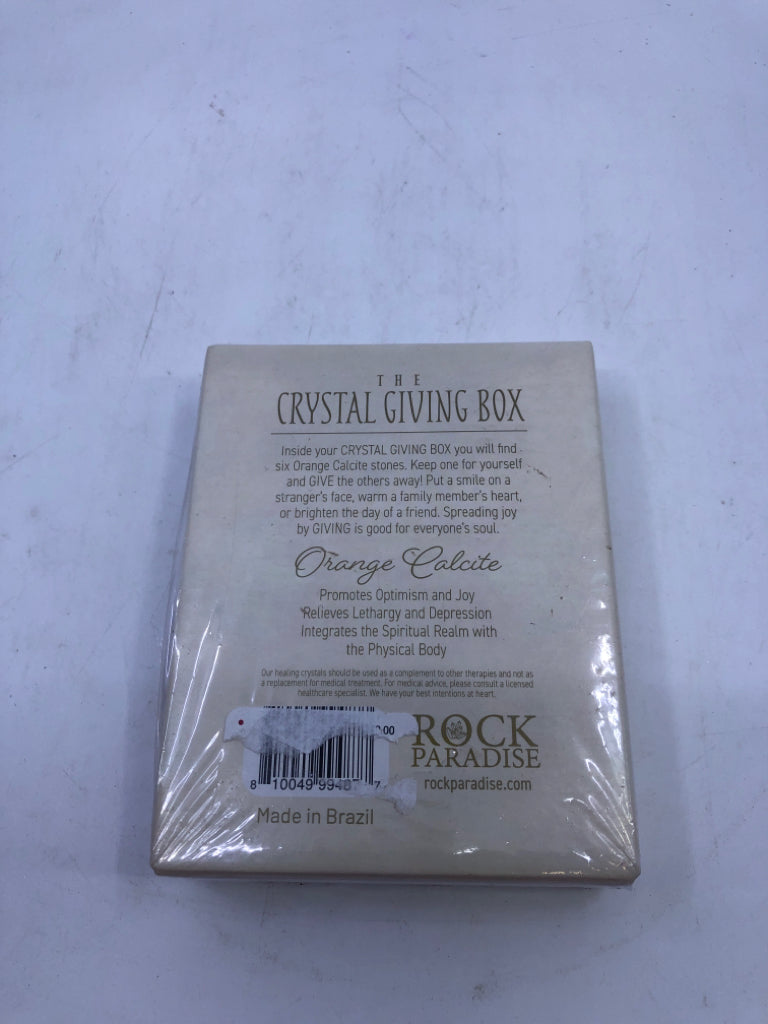 THE
CRYSTAL GIVING BOX
Inside your CRYSTAL GIVING BOX you will find
six Orange Calcite stones. Keep one for yourself
and GIVE the others away! Put a smile on a
stranger's face, warm a family member's heart,
or brighten the day of a friend. Spreading joy
by GIVING is good for everyone's soul.
Orange Calcite
Promotes Optimism and Joy
Relieves Lethargy and Depression
Integrates the Spiritual Realm with
the Physical Body
Our healing crystals should be used as a complement to other therapies and not as
a replacement for medical treatment. For medical advice, please consult a licensed
healthcare specialist. We have your best intentions at heart.
ROCK
PARADISE
rockparadise.com
8 10049
Made in Brazil